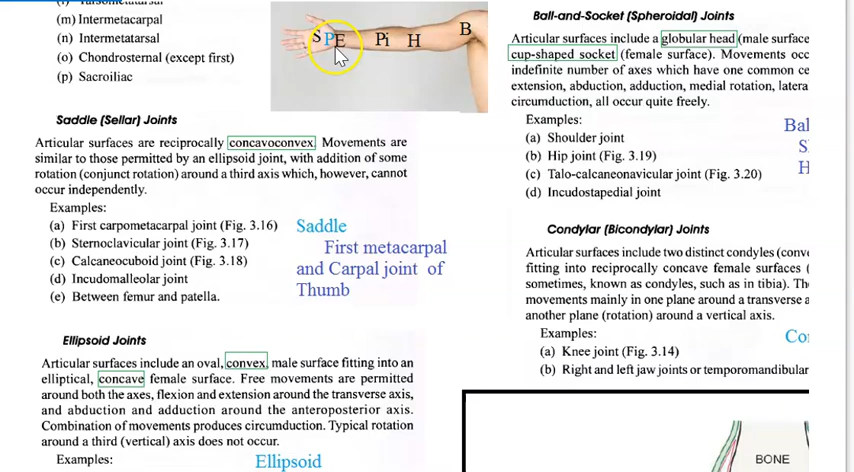 (m) Intermetacarpal
(n) Intermetatarsal
(o) Chondrosternal (except first)
(p) Sacroiliac
S PE Pi H B
Saddle (Sellar) Joints
Articular surfaces are reciprocally concavoconvex. Movements are
similar to those permitted by an ellipsoid joint, with addition of some
rotation (conjunct rotation) around a third axis which, however, cannot
occur independently.
Examples:
(a) First carpometacarpal joint (Fig. 3.16)
(b) Sternoclavicular joint (Fig. 3.17)
(c) Calcaneocuboid joint (Fig. 3.18)
(d) Incudomalleolar joint
(e) Between femur and patella.
Saddle
First metacarpal
and Carpal joint of
Thumb
Ellipsoid Joints
Articular surfaces include an oval, convex, male surface fitting into an
elliptical, concave female surface. Free movements are permitted
around both the axes, flexion and extension around the transverse axis,
and abduction and adduction around the anteroposterior axis.
Combination of movements produces circumduction. Typical rotation
around a third (vertical) axis does not occur.
Examples:
Ellipsoid
Ball-and-Socket (Spheroidal) Joints
Articular surfaces include a globular head (male surface
cup-shaped socket (female surface). Movements occ
indefinite number of axes which have one common ce
extension, abduction, adduction, medial rotation, latera
circumduction, all occur quite freely.
Examples:
(a) Shoulder joint
(b) Hip joint (Fig. 3.19)
(c) Talo-calcaneonavicular joint (Fig. 3.20)
(d) Incudostapedial joint
Bal
S
H
Condylar (Bicondylar) Joints
Articular surfaces include two distinct condyles (conv
fitting into reciprocally concave female surfaces (
sometimes, known as condyles, such as in tibia). Th
movements mainly in one plane around a transverse a
another plane (rotation) around a vertical axis.
Examples:
(a) Knee joint (Fig. 3.14)
(b) Right and left jaw joints or temporomandibular
Co
BONE